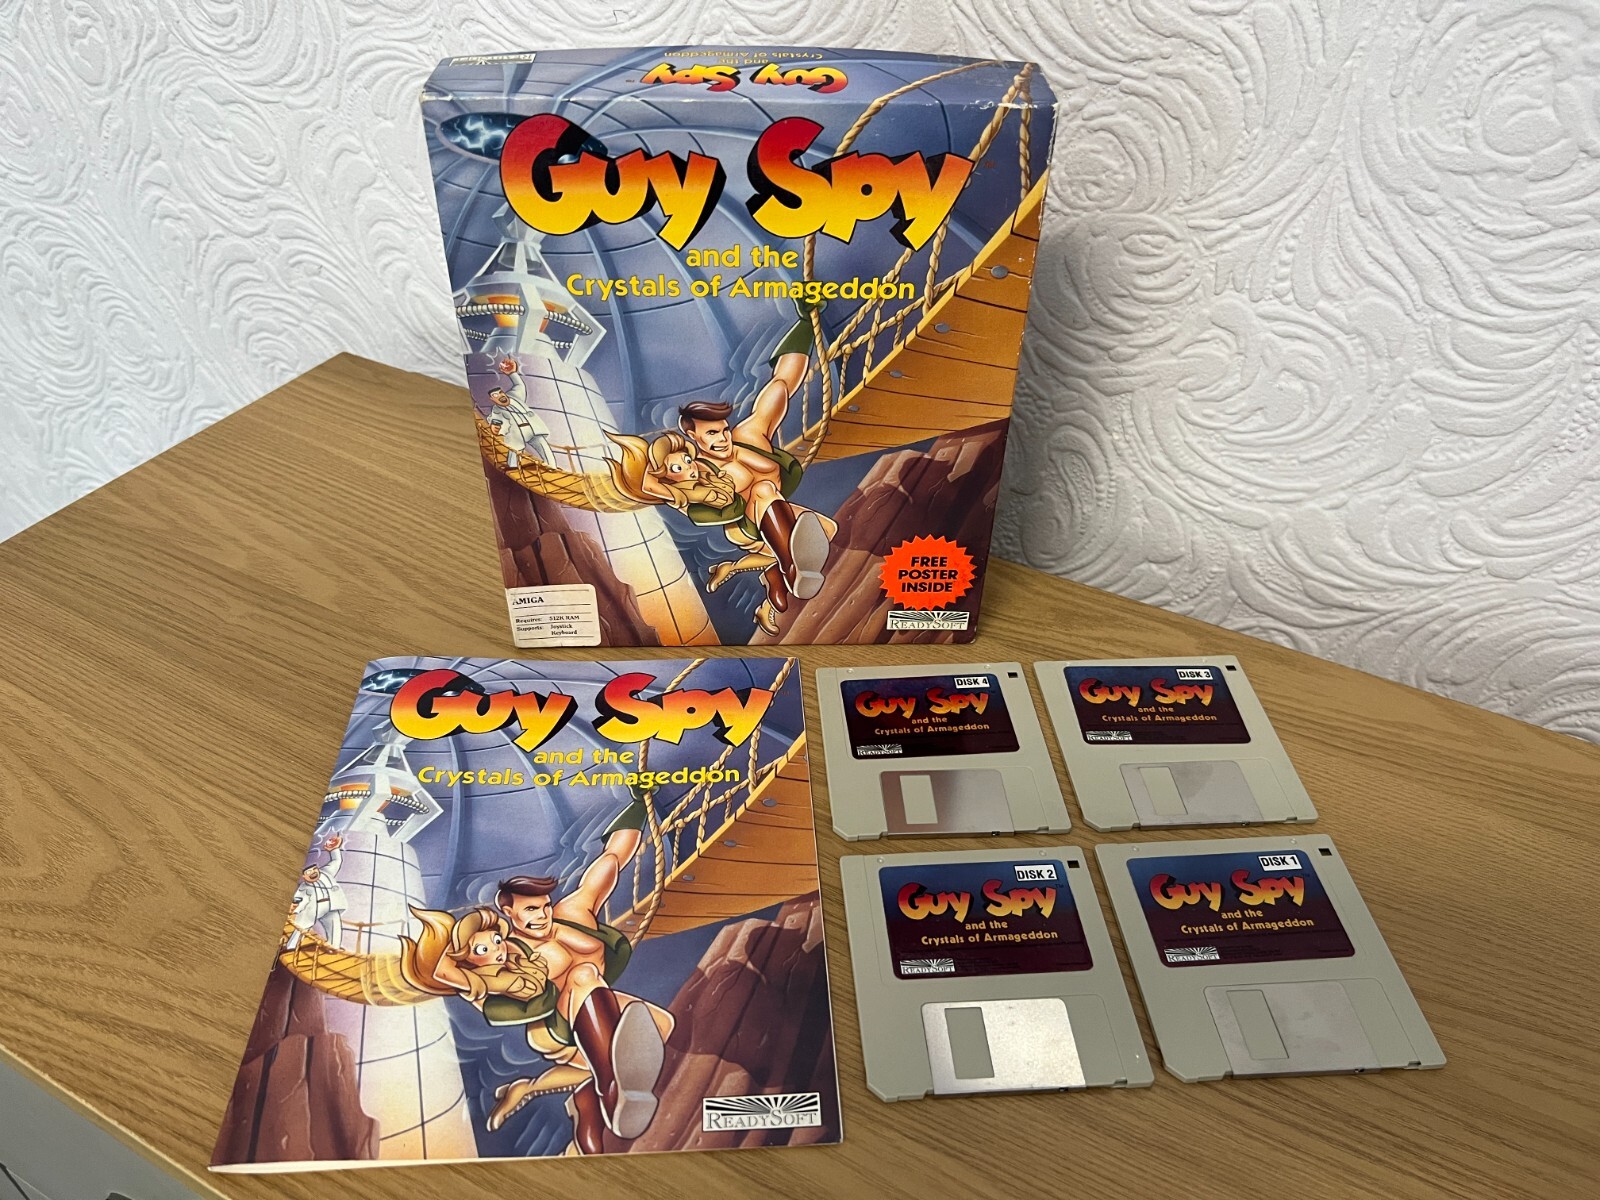 READYSOFT
Guy Spy
and the
Crystals of Armageddon
Guy Spy
and the
Crystals of Armageddon
FREE
POSTER
INSIDE
AMIGA
Requires: 512K RAM
Supports: Joystick
Keyboard
READYSOFT
Guy Spy
and the
Crystals of Armageddon
READYSOFT
DISK 4
Guy Spy
and the
Crystals of Armageddon
READYSOFT
DISK 3
Guy Spy
and the
Crystals of Armageddon
READYSOFT
DISK 2
Guy Spy
and the
Crystals of Armageddon
READYSOFT
DISK 1
Guy Spy
and the
Crystals of Armageddon
READYSOFT